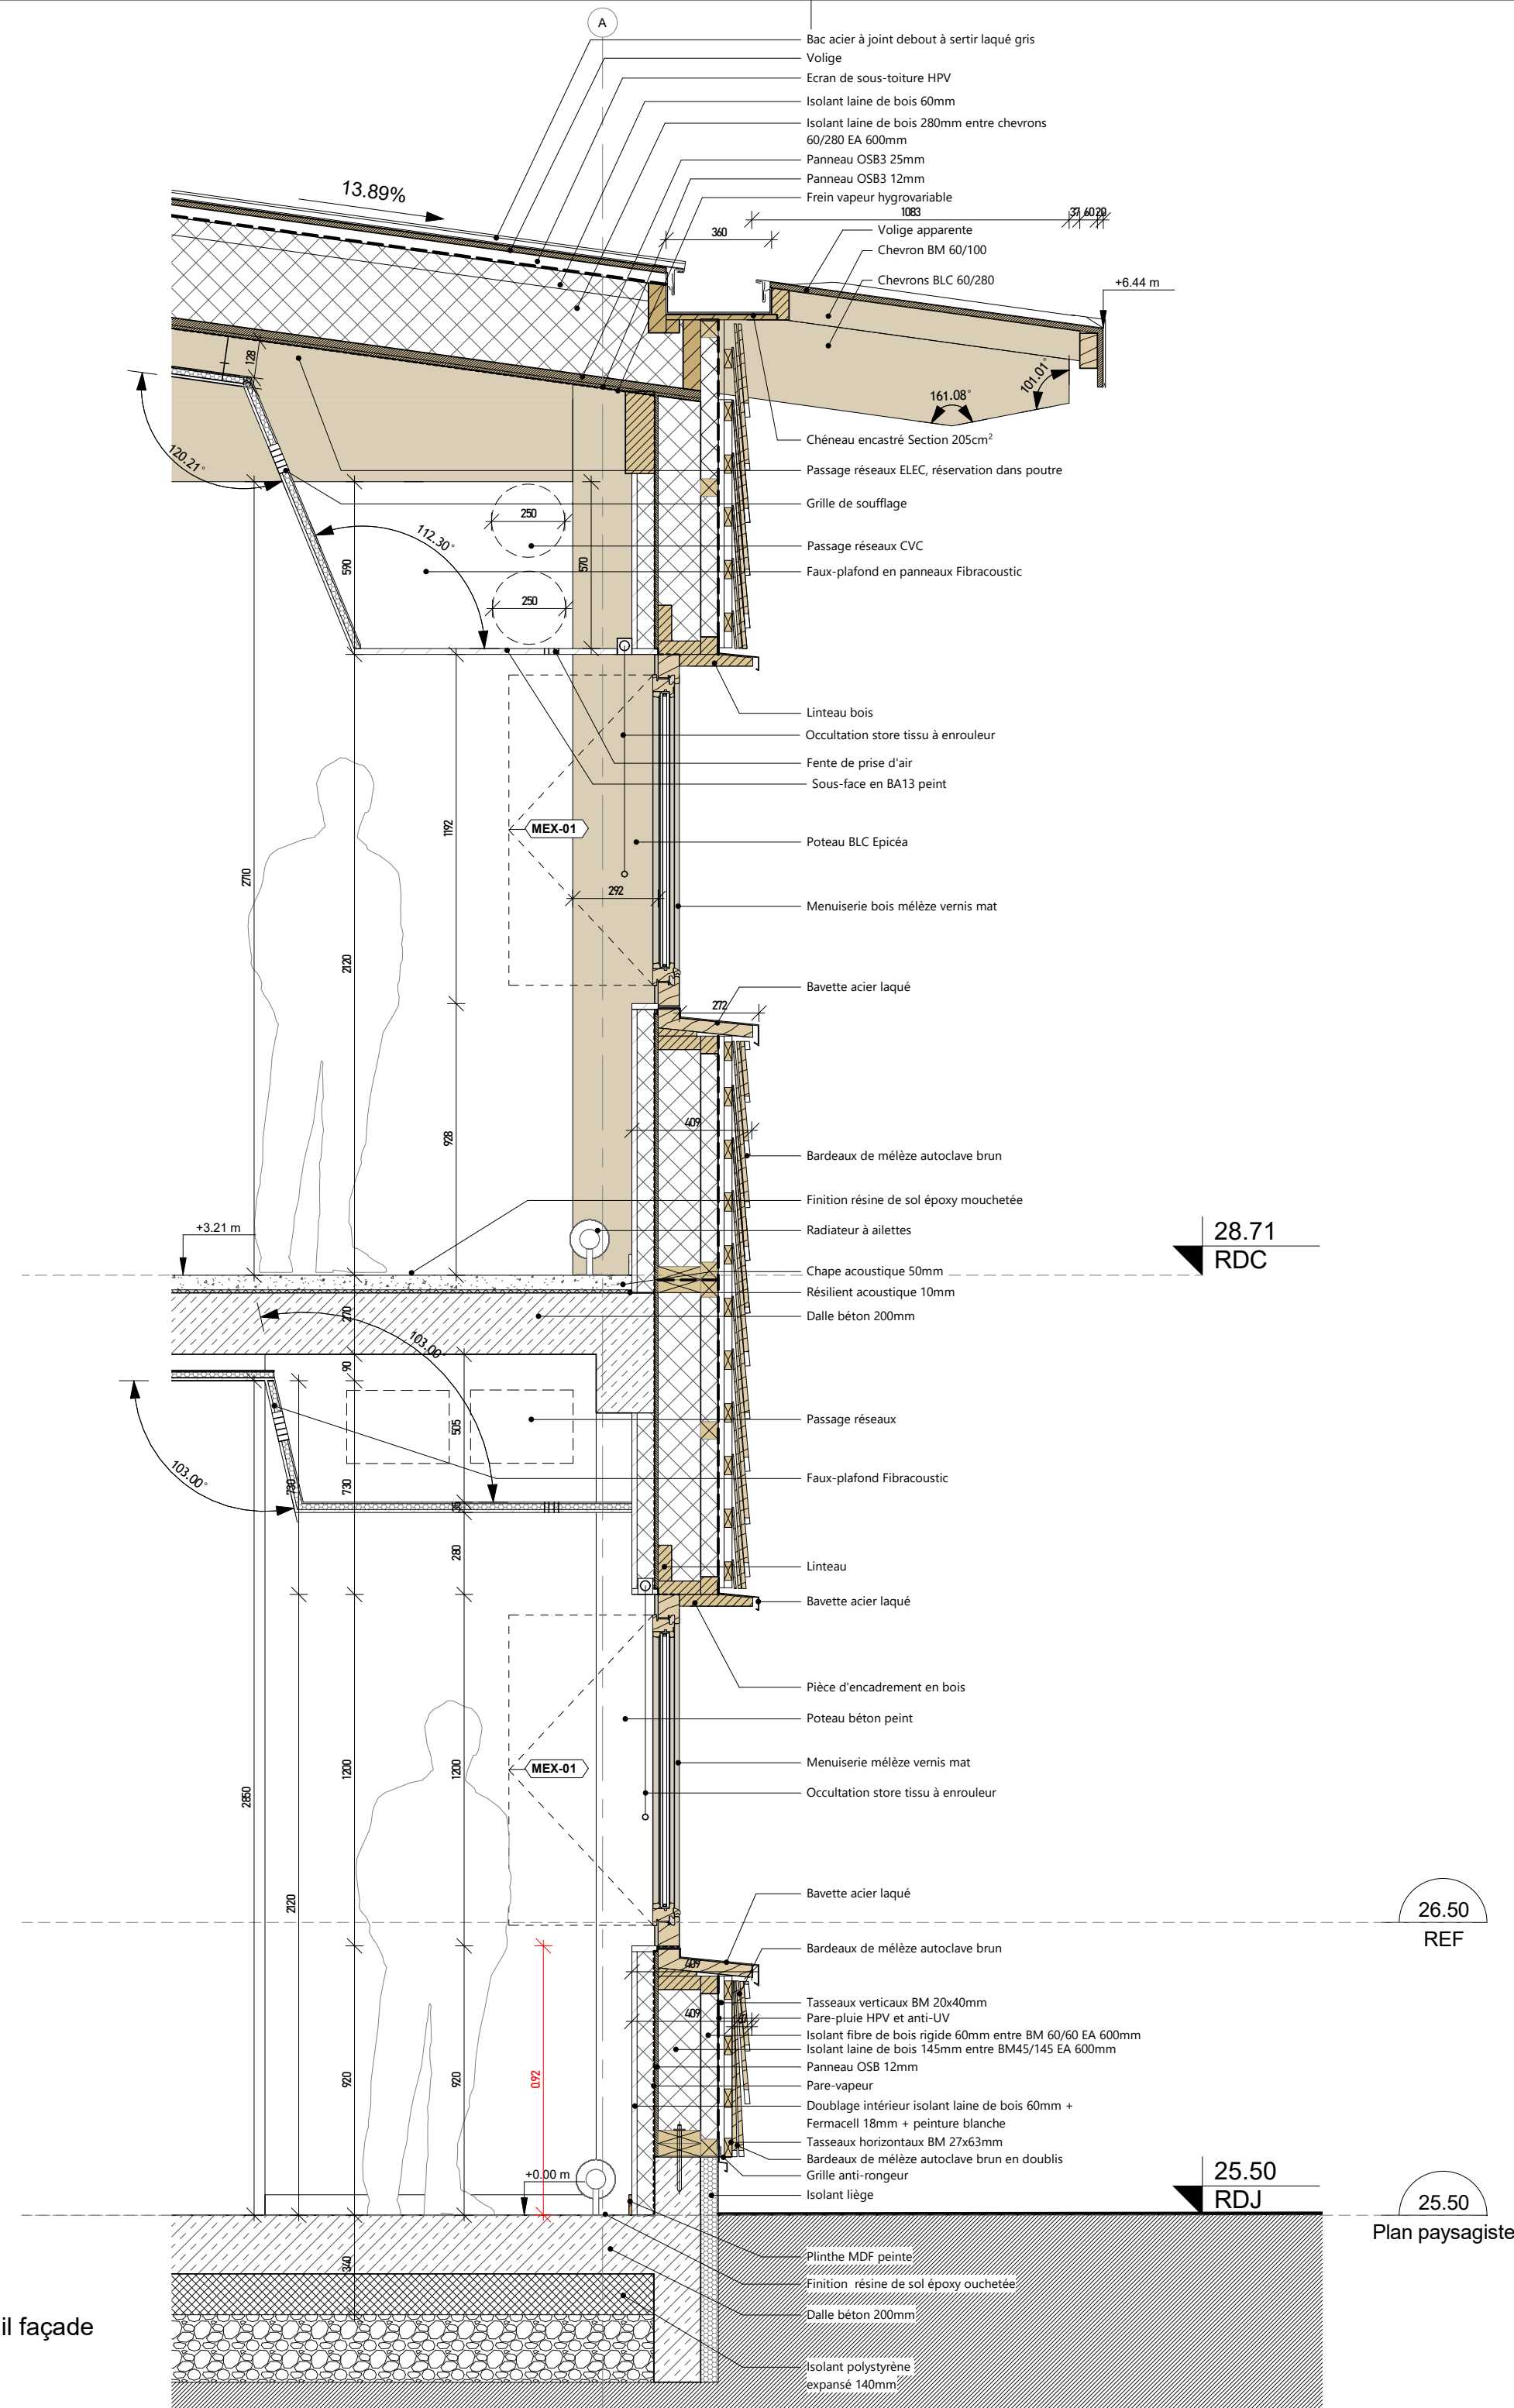 A
Bac acier à joint debout à sertir laqué gris
Volige
Ecran de sous-toiture HPV
Isolant laine de bois 60mm
Isolant laine de bois 280mm entre chevrons
60/280 EA 600mm
Panneau OSB3 25mm
Panneau OSB3 12mm
Frein vapeur hygrovariable
13.89%
1083
37
60
20
360
Volige apparente
Chevron BM 60/100
Chevrons BLC 60/280
+6.44 m
128
101.01°
161.08°
120.21°
Chéneau encastré Section 205cm²
Passage réseaux ELEC, réservation dans poutre
Grille de soufflage
250
112.30°
Passage réseaux CVC
590
570
Faux-plafond en panneaux Fibracoustic
250
Linteau bois
Occultation store tissu à enrouleur
Fente de prise d'air
Sous-face en BA13 peint
1192
MEX-01
Poteau BLC Epicéa
2710
292
Menuiserie bois mélèze vernis mat
2120
Bavette acier laqué
272
928
409
Bardeaux de mélèze autoclave brun
Finition résine de sol époxy mouchetée
+3.21 m
Radiateur à ailettes
28.71
RDC
Chape acoustique 50mm
Résilient acoustique 10mm
Dalle béton 200mm
270
103.00°
90
505
Passage réseaux
103.00°
730
730
Faux-plafond Fibracoustic
35
280
Linteau
Bavette acier laqué
Pièce d'encadrement en bois
Poteau béton peint
1200
1200
MEX-01
Menuiserie mélèze vernis mat
2850
Occultation store tissu à enrouleur
2120
Bavette acier laqué
26.50
REF
Bardeaux de mélèze autoclave brun
409
Tasseaux verticaux BM 20x40mm
409
Pare-pluie HPV et anti-UV
Isolant fibre de bois rigide 60mm entre BM 60/60 EA 600mm
Isolant laine de bois 145mm entre BM45/145 EA 600mm
Panneau OSB 12mm
920
920
0.92
Pare-vapeur
Doublage intérieur isolant laine de bois 60mm +
Fermacell 18mm + peinture blanche
Tasseaux horizontaux BM 27x63mm
Bardeaux de mélèze autoclave brun en doublis
+0.00 m
Grille anti-rongeur
Isolant liège
25.50
RDJ
25.50
Plan paysagiste
340
Plinthe MDF peinte
Finition résine de sol époxy ouchetée
Dalle béton 200mm
il façade
Isolant polystyrène
expansé 140mm